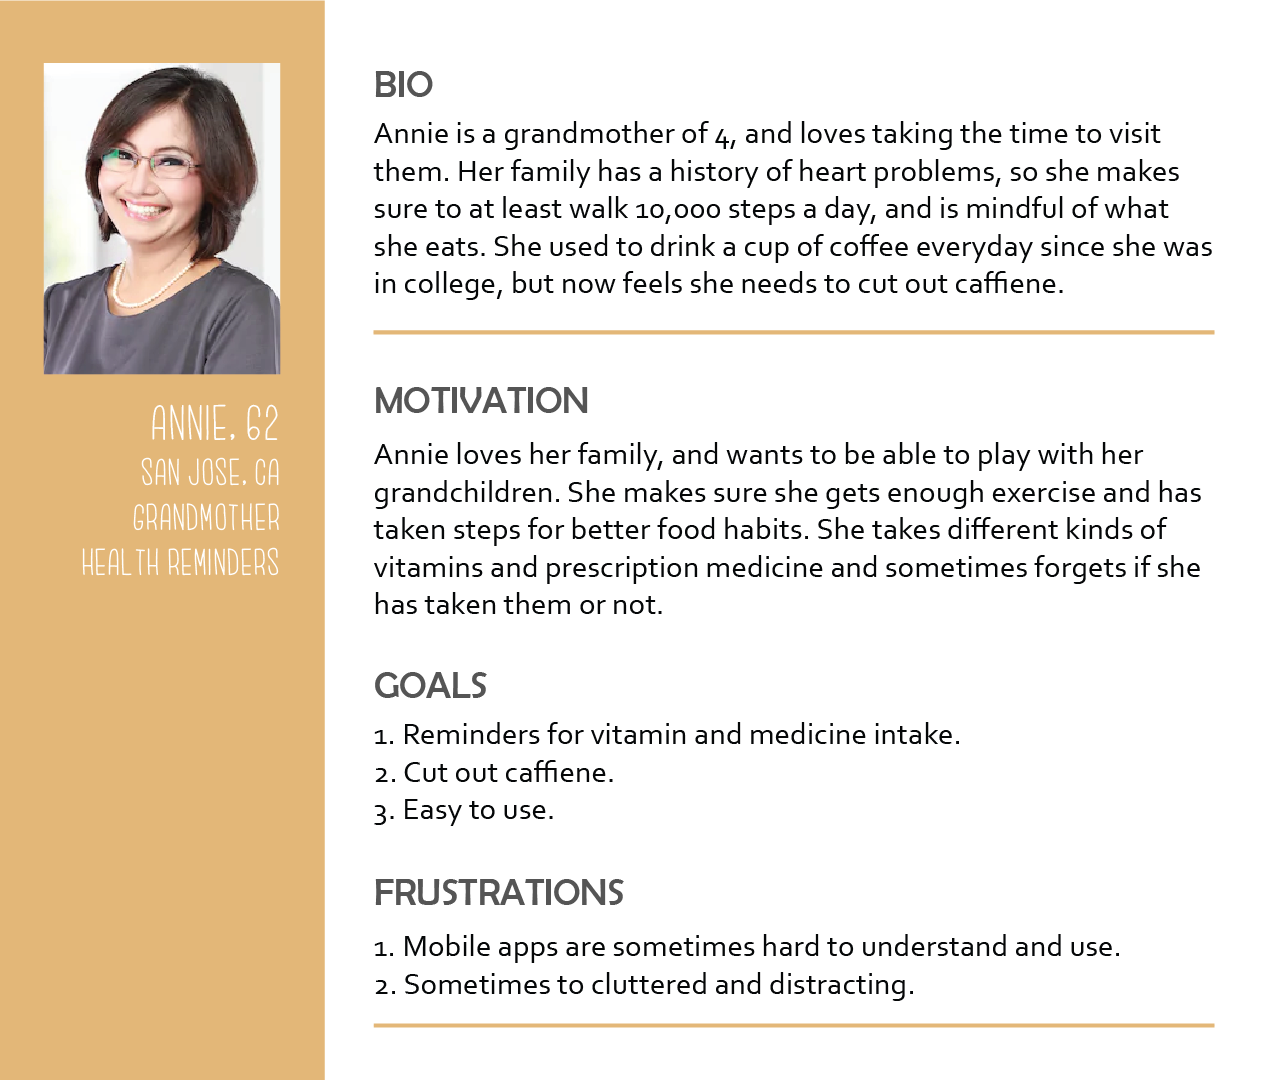 ANNIE, 62
SAN JOSE, CA
GRANDMOTHER
HEALTH REMINDERS
BIO
Annie is a grandmother of 4, and loves taking the time to visit
them. Her family has a history of heart problems, so she makes
sure to at least walk 10,000 steps a day, and is mindful of what
she eats. She used to drink a cup of coffee everyday since she was
in college, but now feels she needs to cut out caffiene.
MOTIVATION
Annie loves her family, and wants to be able to play with her
grandchildren. She makes sure she gets enough exercise and has
taken steps for better food habits. She takes different kinds of
vitamins and prescription medicine and sometimes forgets if she
has taken them or not.
GOALS
1. Reminders for vitamin and medicine intake.
2. Cut out caffiene.
3. Easy to use.
FRUSTRATIONS
1. Mobile apps are sometimes hard to understand and use.
2. Sometimes to cluttered and distracting.